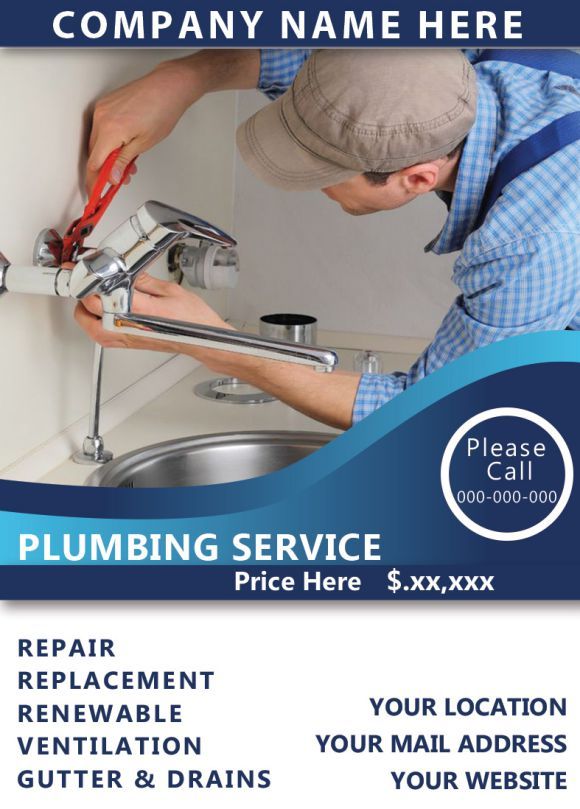 COMPANY NAME HERE
Please
Call
000-000-000
PLUMBING SERVICE
Price Here $.xx,xxx
REPAIR
REPLACEMENT
RENEWABLE
VENTILATION
GUTTER & DRAINS
YOUR LOCATION
YOUR MAIL ADDRESS
YOUR WEBSITE